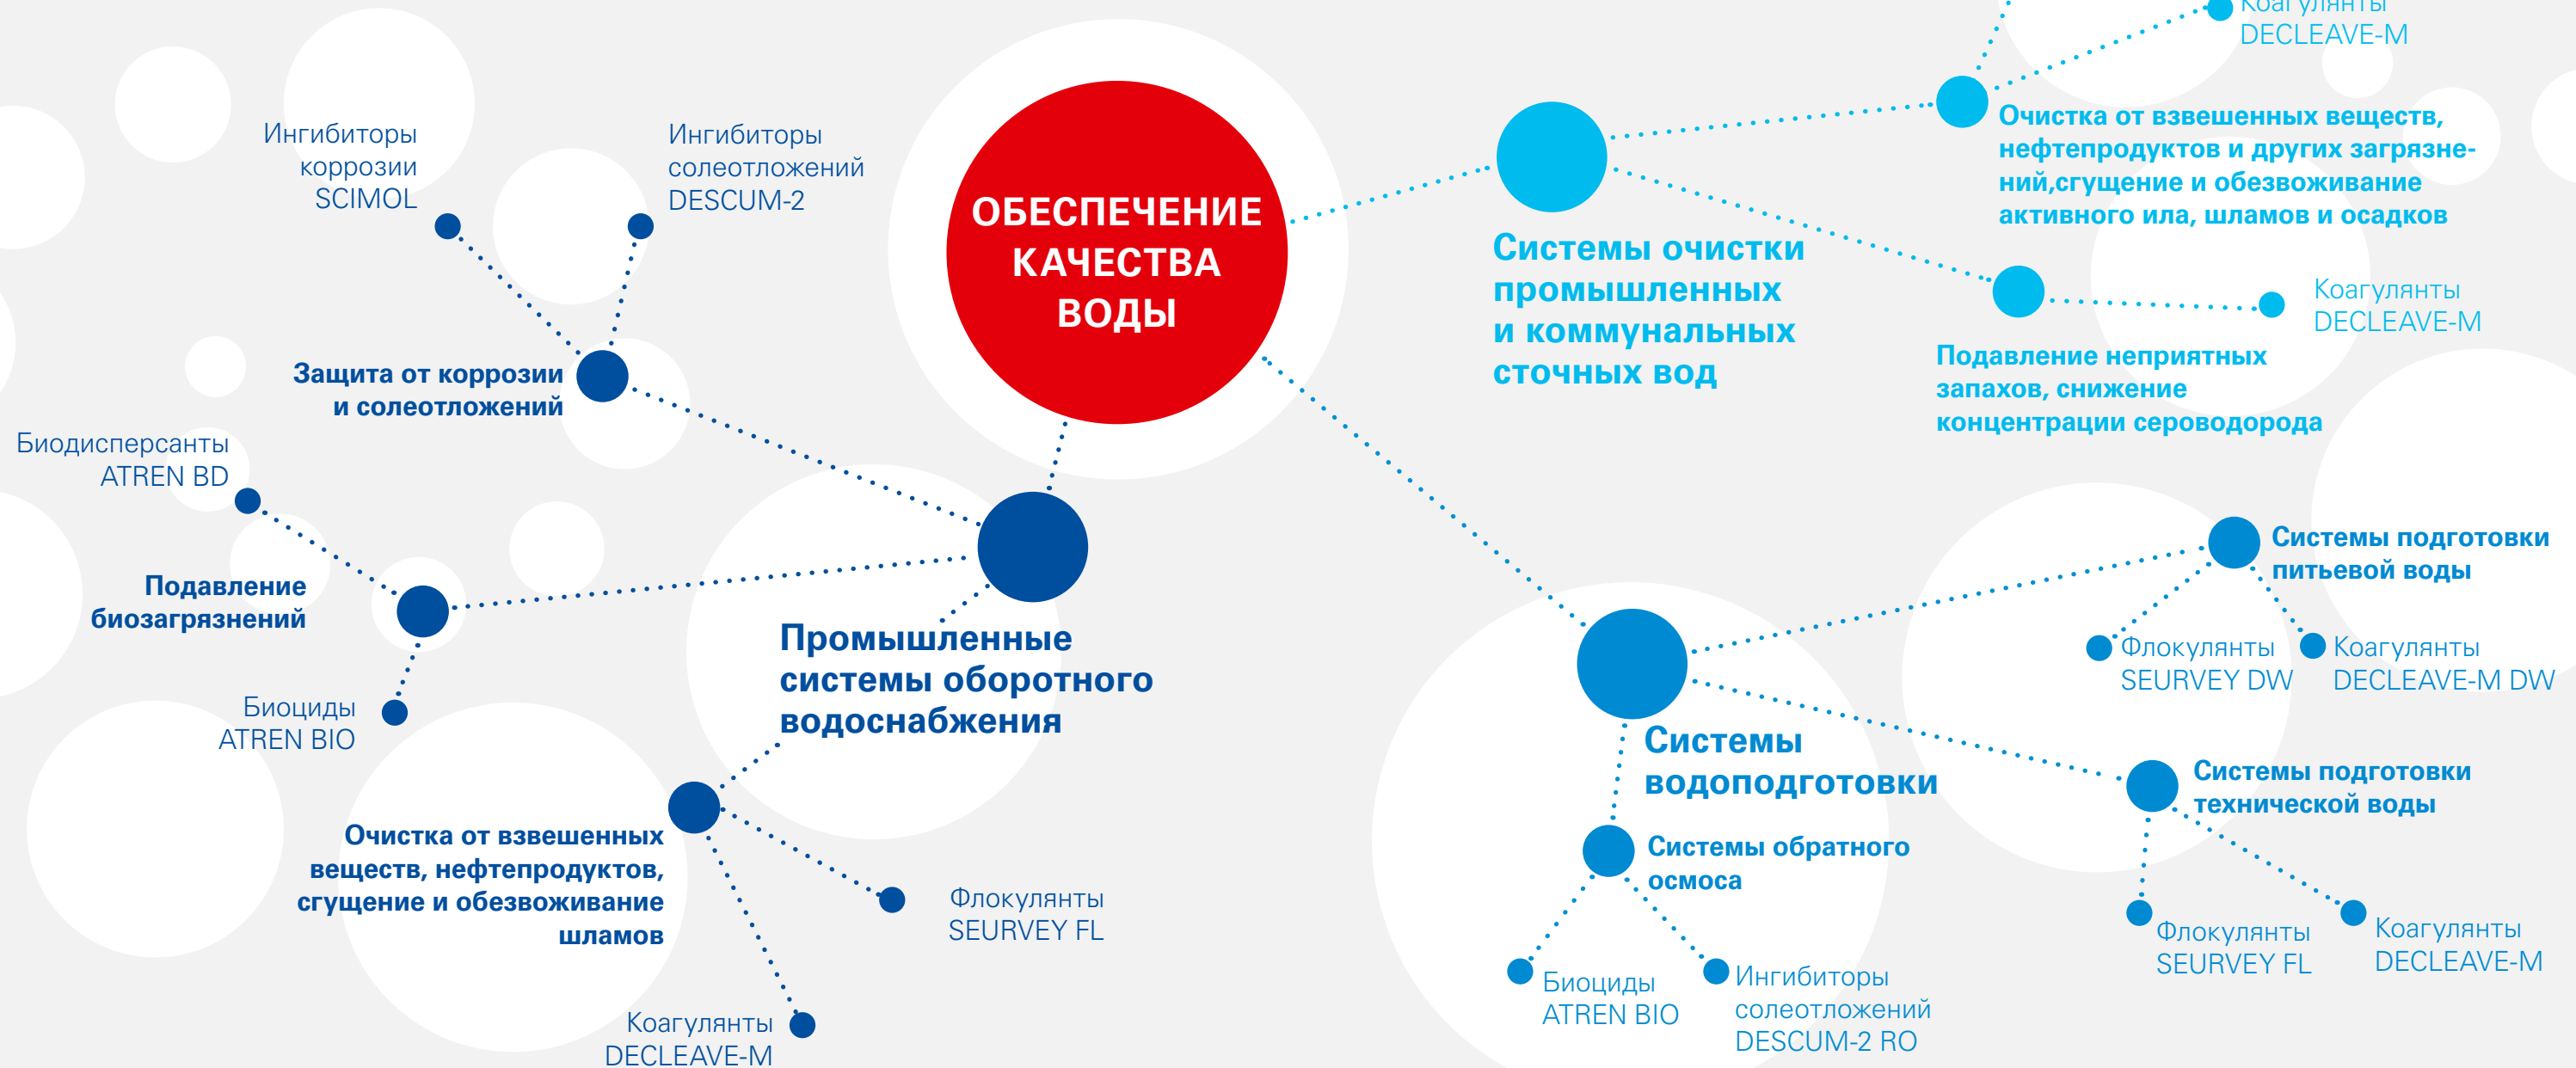 ОБЕСПЕЧЕНИЕ
КАЧЕСТВА
ВОДЫ
Ингибиторы
коррозии
SCIMOL
Ингибиторы
солеотложений
DESCUM-2
Защита от коррозии
и солеотложений
Биодисперсанты
ATREN BD
Подавление
биозагрязнений
Биоциды
ATREN BIO
Промышленные
системы оборотного
водоснабжения
Очистка от взвешенных
веществ, нефтепродуктов,
сгущение и обезвоживание
шламов
Флокулянты
SEURVEY FL
Коагулянты
DECLEAVE-M
Системы очистки
промышленных
и коммунальных
сточных вод
Коагулянты
DECLEAVE-M
Очистка от взвешенных веществ,
нефтепродуктов и других загрязне-
ний,сгущение и обезвоживание
активного ила, шламов и осадков
Коагулянты
DECLEAVE-M
Подавление неприятных
запахов, снижение
концентрации сероводорода
Системы
водоподготовки
Системы подготовки
питьевой воды
Флокулянты
SEURVEY DW
Коагулянты
DECLEAVE-M DW
Системы подготовки
технической воды
Флокулянты
SEURVEY FL
Коагулянты
DECLEAVE-M
Системы обратного
осмоса
Биоциды
ATREN BIO
Ингибиторы
солеотложений
DESCUM-2 RO